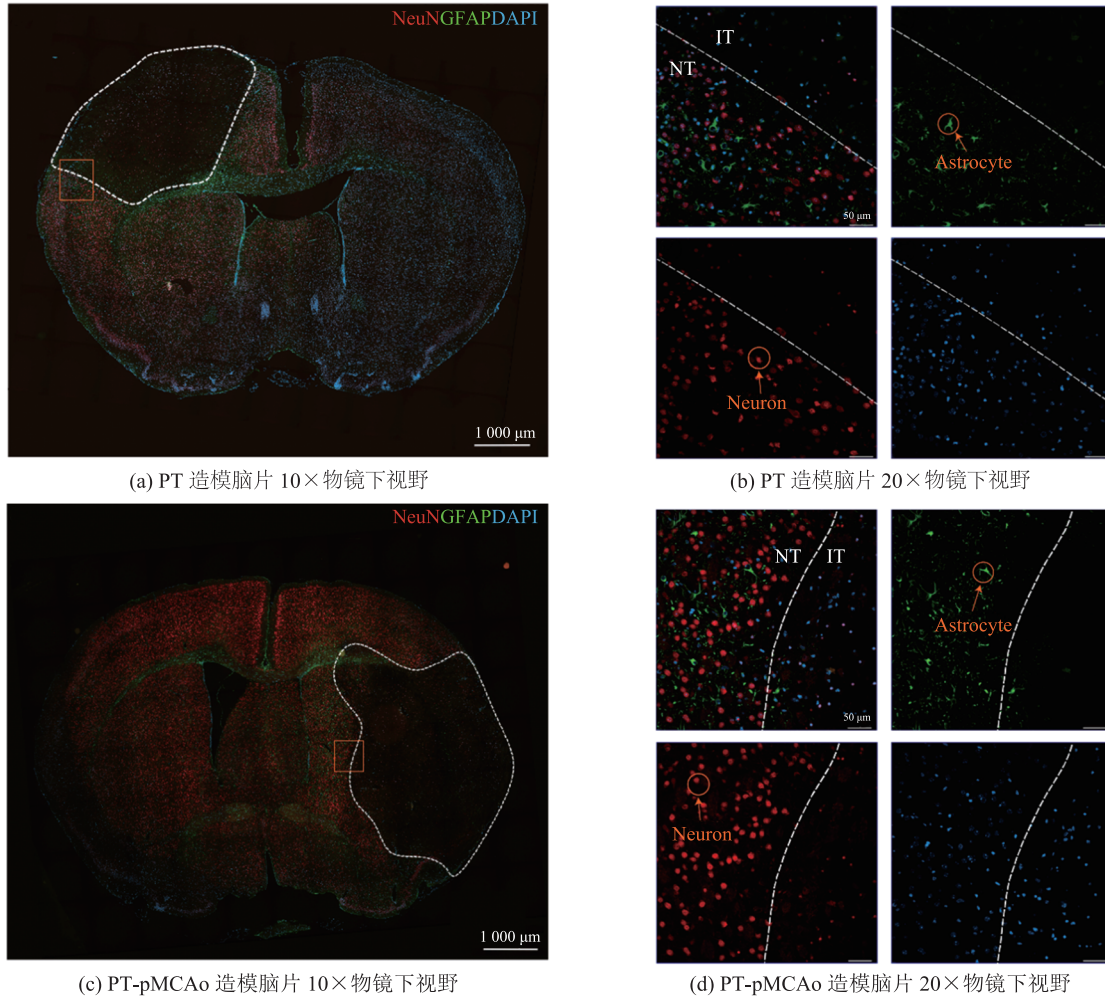 NeuNGFAPDAPI
1 000 μm
(a) PT 造模脑片 10×物镜下视野
IT
NT
50 μm
Astrocyte
Neuron
(b) PT 造模脑片 20×物镜下视野
NeuNGFAPDAPI
1 000 μm
(c) PT-pMCAo 造模脑片 10×物镜下视野
NT IT
50 μm
Astrocyte
Neuron
(d) PT-pMCAo 造模脑片 20×物镜下视野